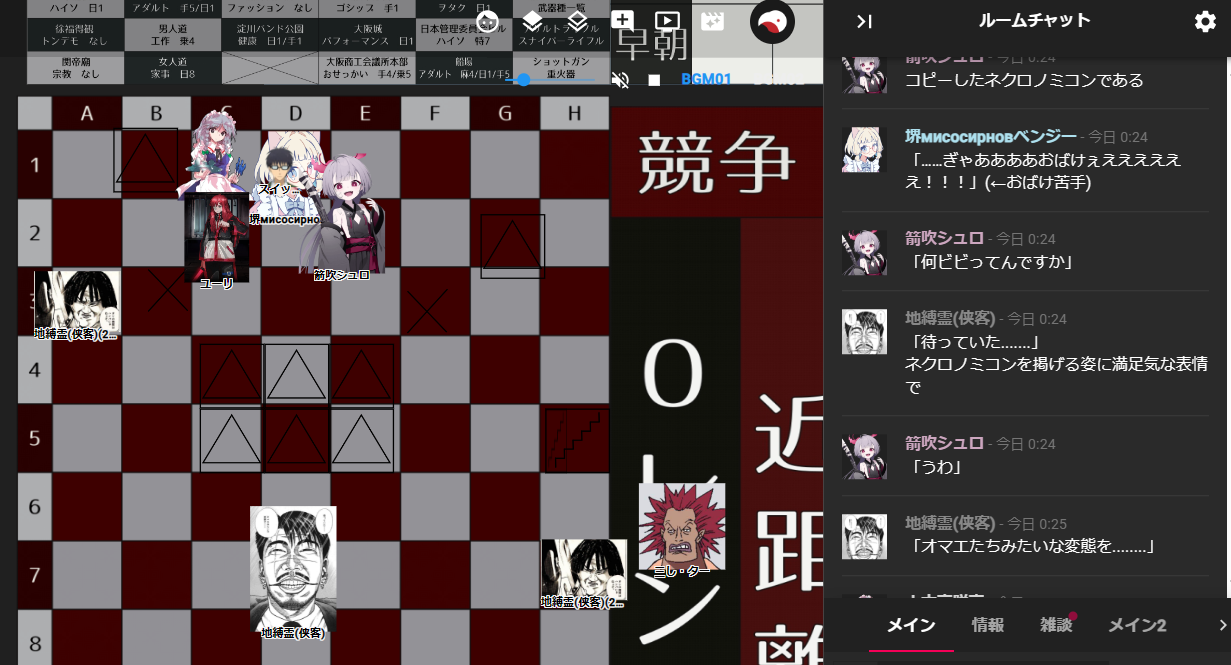 ハイソ 日1
アダルト 手5/日1
ファッション なし
ゴシップ 手1
ヲタク 日1
武器種一覧
徐福得観
トンデモ なし
男人道
工作 乗4
淀川バンド公園
健康 日1/手1
大阪城
パフォーマンス 日1
日本管理委員会ビル
ハイソ 特7
スナイパーライフル
関帝廟
宗教 なし
女人道
家事 日8
大阪商工会議所本部
おせっかい 手4/東5
船場
アダルト 麻4/日1/手5
ショットガン
重火器
早朝
BGM01
A B C D E F G H
1
2
3
4
5
6
7
8
スイッ...
堺мисосирно...
箭吹シュロ
ユーリ
地縛霊(侠客)(2...
地縛霊(侠客)
地縛霊(侠客)(2...
三レ・ター
競争
0レン
近距離
ルームチャット
箭吹シュロ - 今日 0:24
コピーしたネクロノミコンである
堺мисосирновベンジー - 今日 0:24
「……ぎゃああああおばけぇえええええ
え！！！」(←おばけ苦手)
箭吹シュロ - 今日 0:24
「何ビビってんですか」
地縛霊(侠客) - 今日 0:24
「待っていた.......」
ネクロノミコンを掲げる姿に満足気な表情
で
箭吹シュロ - 今日 0:24
「うわ」
地縛霊(侠客) - 今日 0:25
「オマエたちみたいな変態を........」
メイン
情報
雑談
メイン2